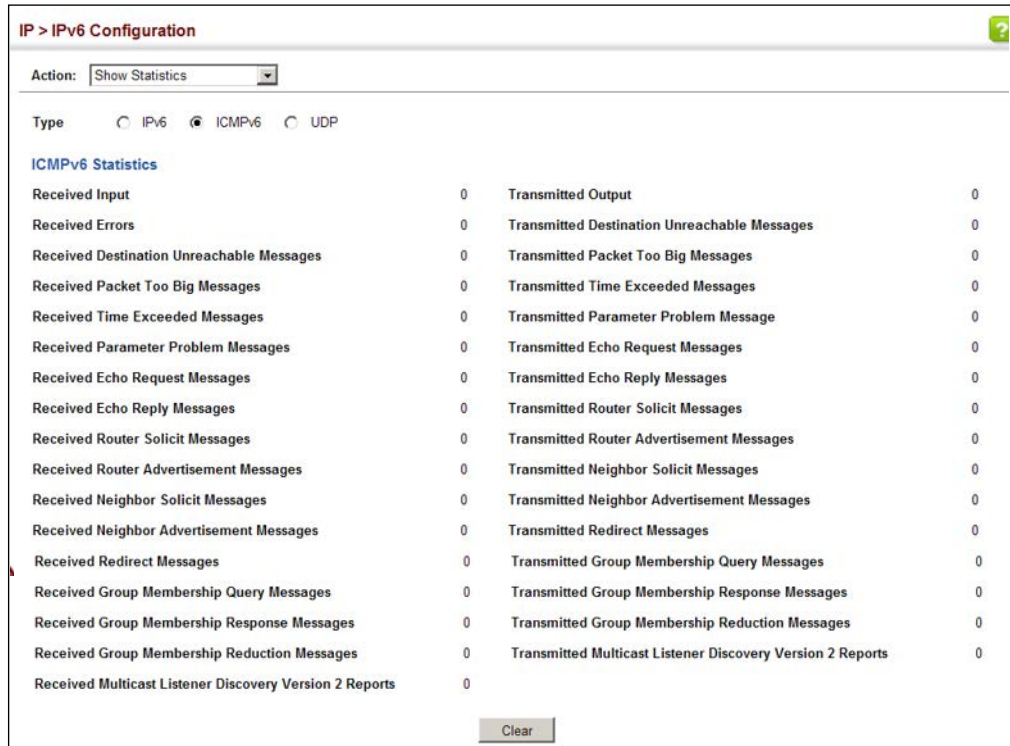 IP > IPv6 Configuration
?
Action: Show Statistics
Type IPv6 ICMPv6 UDP
ICMPv6 Statistics
Received Input 0 Transmitted Output 0
Received Errors 0 Transmitted Destination Unreachable Messages 0
Received Destination Unreachable Messages 0 Transmitted Packet Too Big Messages 0
Received Packet Too Big Messages 0 Transmitted Time Exceeded Messages 0
Received Time Exceeded Messages 0 Transmitted Parameter Problem Message 0
Received Parameter Problem Messages 0 Transmitted Echo Request Messages 0
Received Echo Request Messages 0 Transmitted Echo Reply Messages 0
Received Echo Reply Messages 0 Transmitted Router Solicit Messages 0
Received Router Solicit Messages 0 Transmitted Router Advertisement Messages 0
Received Router Advertisement Messages 0 Transmitted Neighbor Solicit Messages 0
Received Neighbor Solicit Messages 0 Transmitted Neighbor Advertisement Messages 0
Received Neighbor Advertisement Messages 0 Transmitted Redirect Messages 0
Received Redirect Messages 0 Transmitted Group Membership Query Messages 0
Received Group Membership Query Messages 0 Transmitted Group Membership Response Messages 0
Received Group Membership Response Messages 0 Transmitted Group Membership Reduction Messages 0
Received Group Membership Reduction Messages 0 Transmitted Multicast Listener Discovery Version 2 Reports 0
Received Multicast Listener Discovery Version 2 Reports 0
Clear